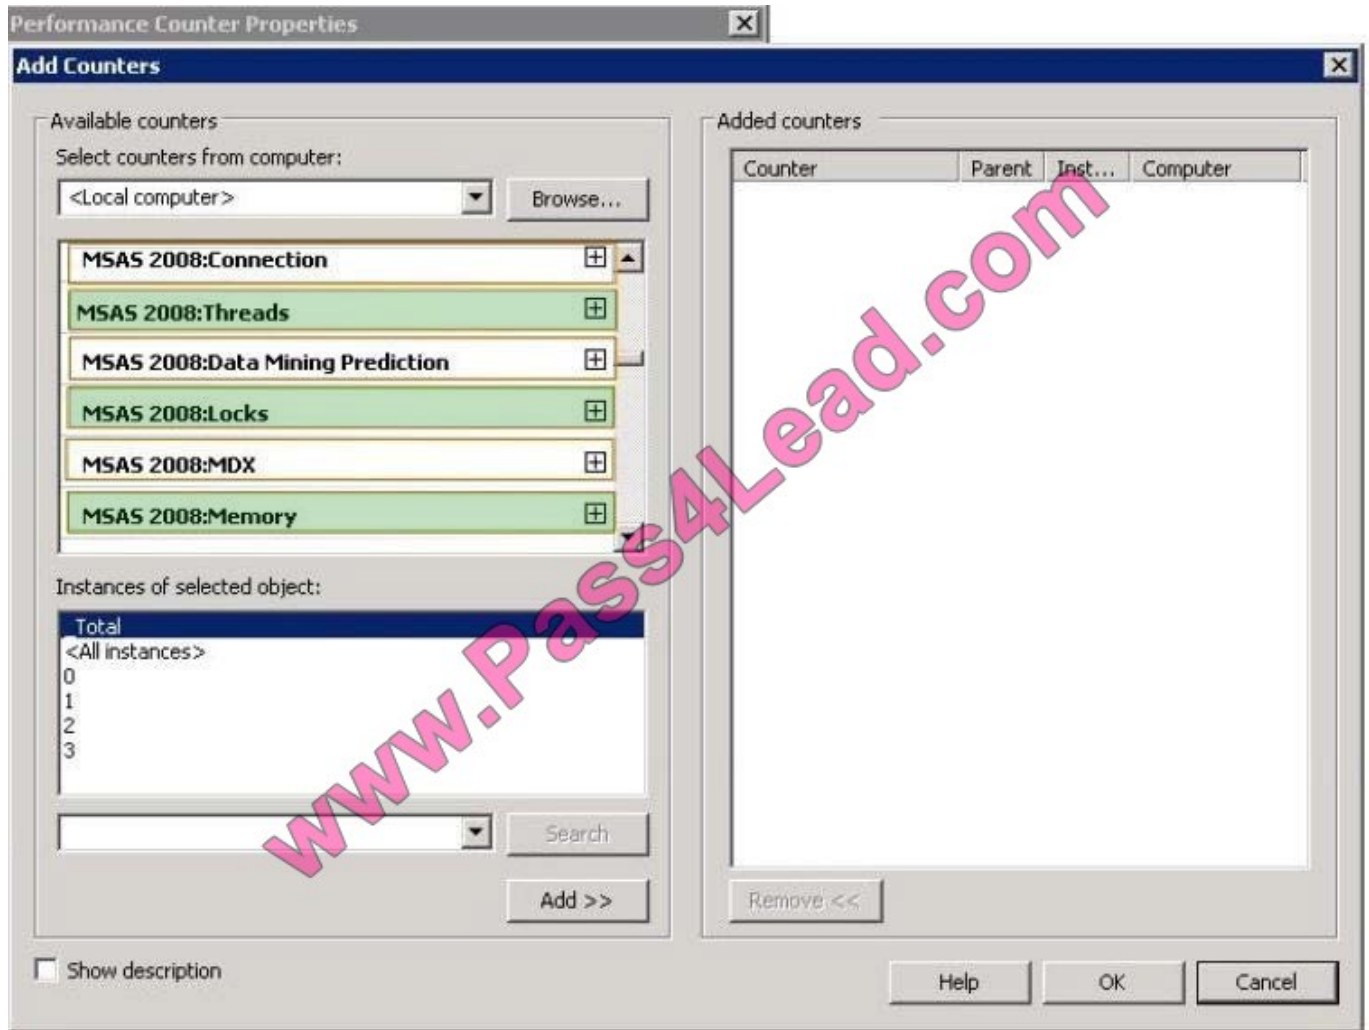 Performance Counter Properties
Add Counters
Available counters
Select counters from computer:
<Local computer>
Browse...
MSAS 2008:Connection
MSAS 2008:Threads
MSAS 2008:Data Mining Prediction
MSAS 2008:Locks
MSAS 2008:MDX
MSAS 2008:Memory
Instances of selected object:
_Total
<All instances>
0
1
2
3
Search
Add >>
Show description
Added counters
Counter Parent Inst... Computer
Remove <<
Help OK Cancel
www.Pass4Lead.com